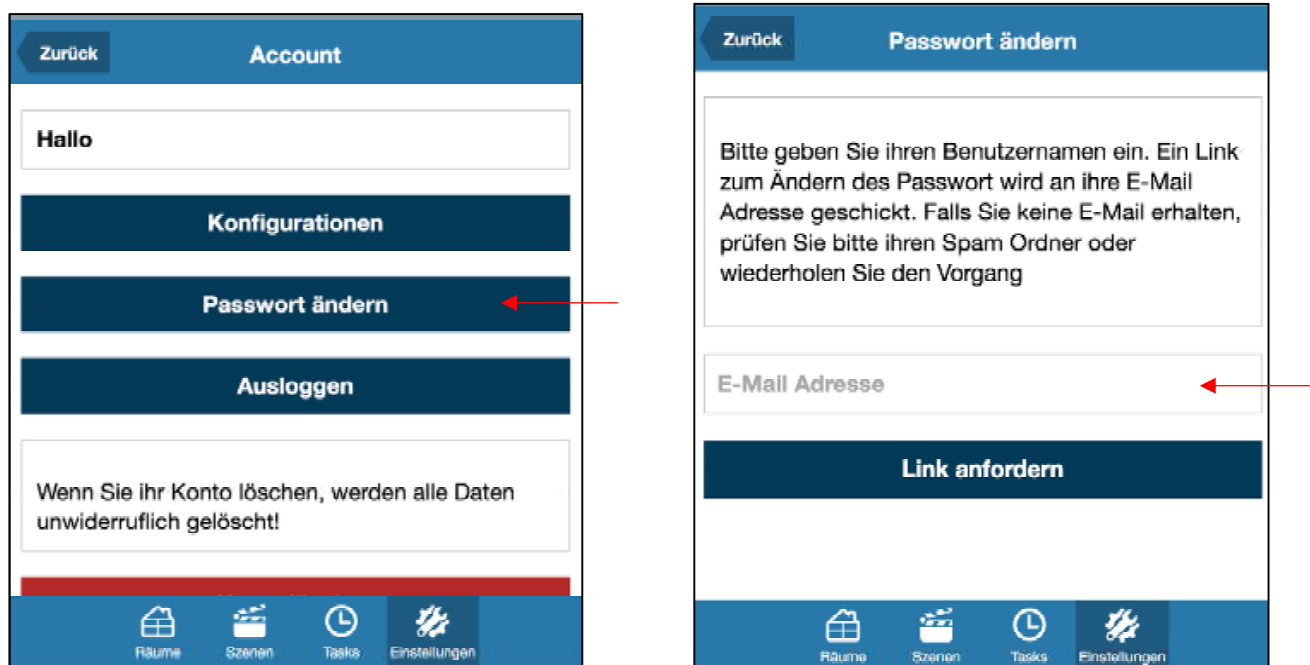 Zurück
Account
Hallo
Konfigurationen
Passwort ändern
Ausloggen
Wenn Sie ihr Konto löschen, werden alle Daten
unwiderruflich gelöscht!
Räume
Szenen
Tasks
Einstellungen
Zurück
Passwort ändern
Bitte geben Sie ihren Benutzernamen ein. Ein Link
zum Ändern des Passwort wird an ihre E-Mail
Adresse geschickt. Falls Sie keine E-Mail erhalten,
prüfen Sie bitte ihren Spam Ordner oder
wiederholen Sie den Vorgang
E-Mail Adresse
Link anfordern
Räume
Szenen
Tasks
Einstellungen